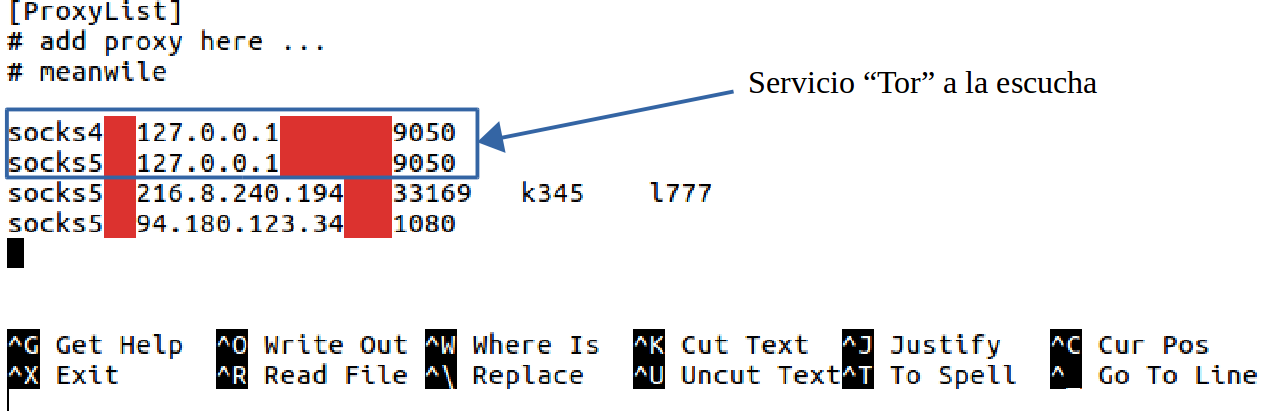 [ProxyList]
# add proxy here ...
# meanwile
Servicio “Tor” a la escucha
socks4 127.0.0.1 9050
socks5 127.0.0.1 9050
socks5 216.8.240.194 33169 k345 l777
socks5 94.180.123.34 1080
^G Get Help ^O Write Out ^W Where Is ^K Cut Text ^J Justify ^C Cur Pos
^X Exit ^R Read File ^\ Replace ^U Uncut Text ^T To Spell ^ Go To Line